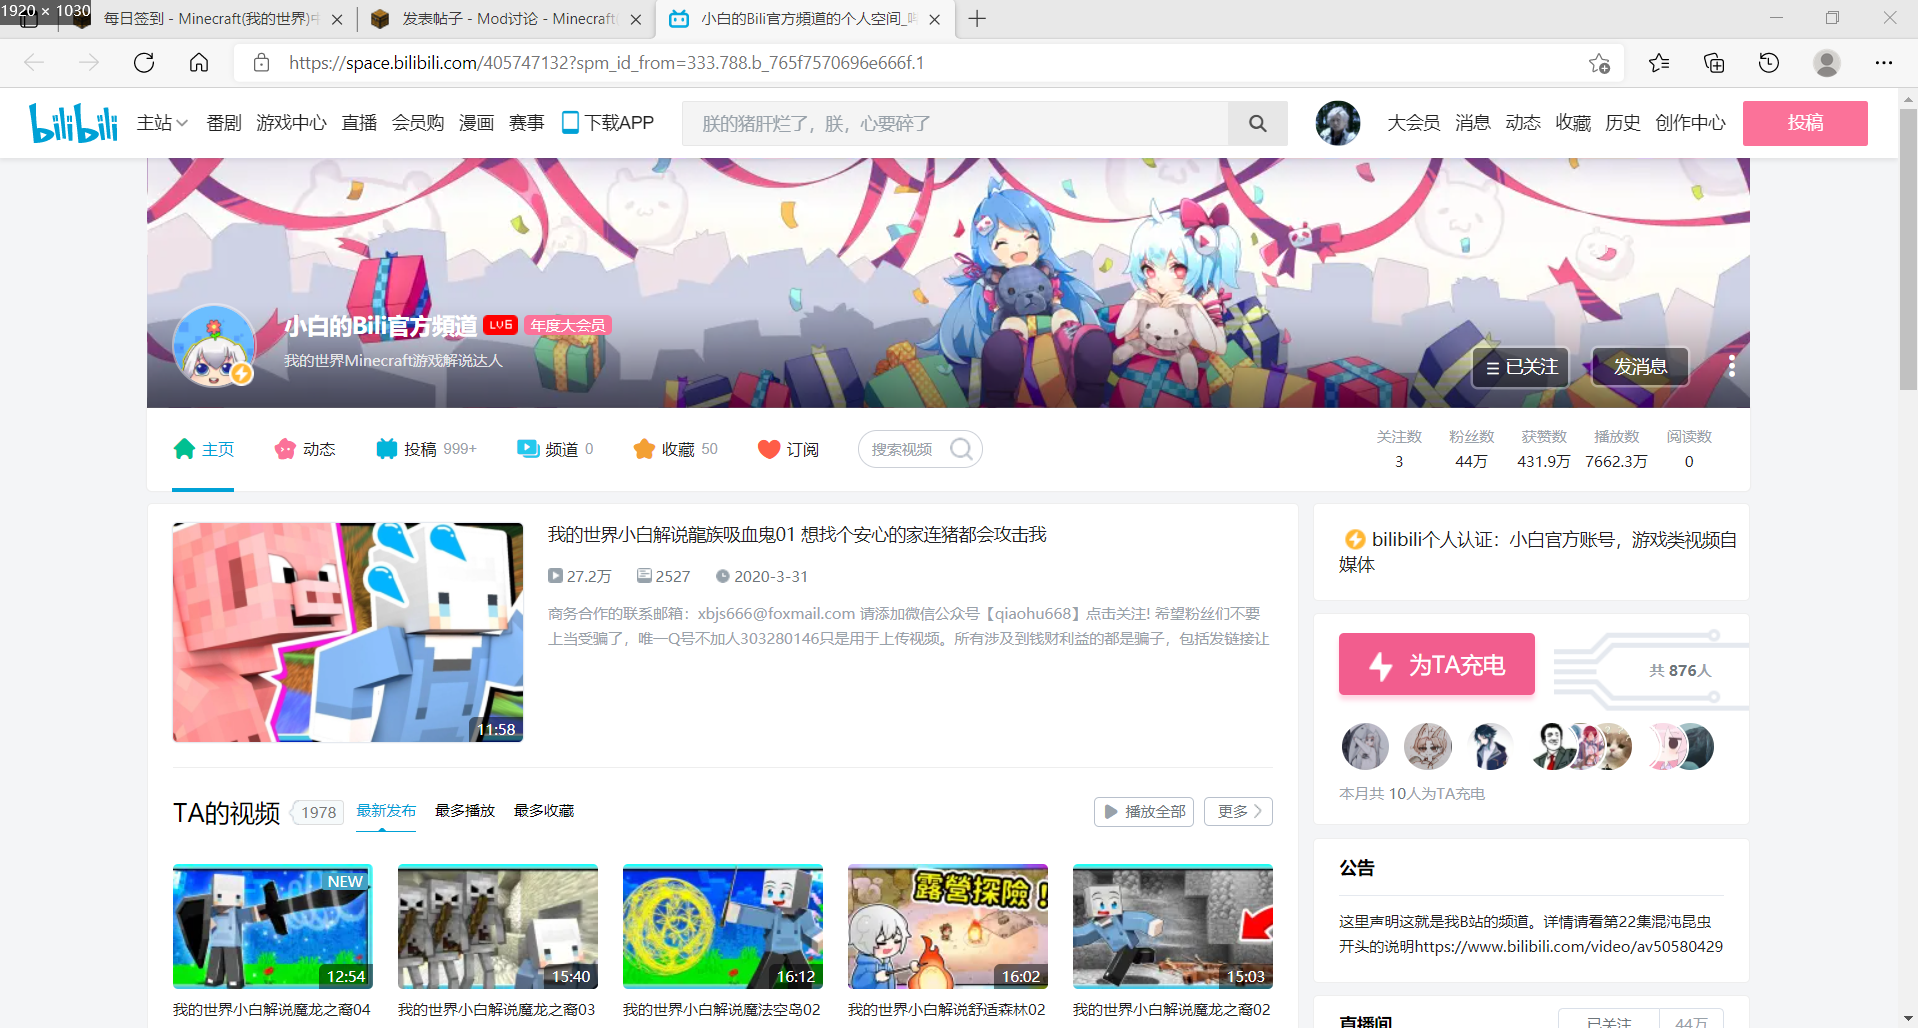 1920 × 1030
每日签到 - Minecraft(我的世界)中
发表帖子 - Mod讨论 - Minecraft(
小白的Bili官方頻道的个人空间_
https://space.bilibili.com/405747132?spm_id_from=333.788.b_765f7570696e666f.1
bilibili 主站 番剧 游戏中心 直播 会员购 漫画 赛事 下载APP 朕的猪肝烂了，朕，心要碎了 大会员 消息 动态 收藏 历史 创作中心 投稿
小白的Bili官方頻道 LV6 年度大会员
我的世界Minecraft游戏解说达人
已关注 发消息
主页 动态 投稿 999+ 频道 0 收藏 50 订阅 搜索视频
关注数 粉丝数 获赞数 播放数 阅读数
3 44万 431.9万 7662.3万 0
我的世界小白解说龍族吸血鬼01 想找个安心的家连猪都会攻击我
27.2万 2527 2020-3-31
商务合作的联系邮箱：xbjs666@foxmail.com 请添加微信公众号【qiaohu668】点击关注! 希望粉丝们不要
上当受骗了，唯一Q号不加人303280146只是用于上传视频。所有涉及到钱财利益的都是骗子，包括发链接让
11:58
bilibili个人认证：小白官方账号，游戏类视频自
媒体
为TA充电
共 876人
本月共 10人为TA充电
TA的视频 1978 最新发布 最多播放 最多收藏 播放全部 更多
NEW
露營探險！
12:54 15:40 16:12 16:02 15:03
我的世界小白解说魔龙之裔04
我的世界小白解说魔龙之裔03
我的世界小白解说魔法空岛02
我的世界小白解说舒适森林02
我的世界小白解说魔龙之裔02
公告
这里声明这就是我B站的频道。详情请看第22集混沌昆虫
开头的说明https://www.bilibili.com/video/av50580429
直播间 已关注 44万